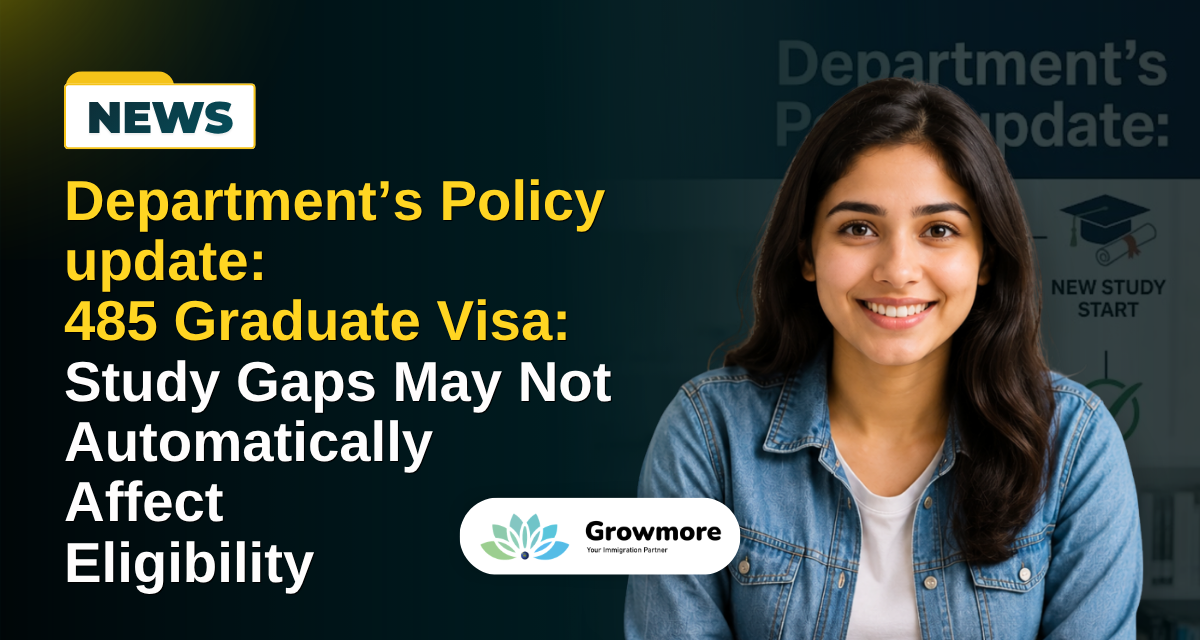 NEWS
Department’s Policy
update:
485 Graduate Visa:
Study Gaps May Not
Automatically
Affect
Eligibility
Growmore
Your Immigration Partner
Department’s
P update:
NEW STUDY
START